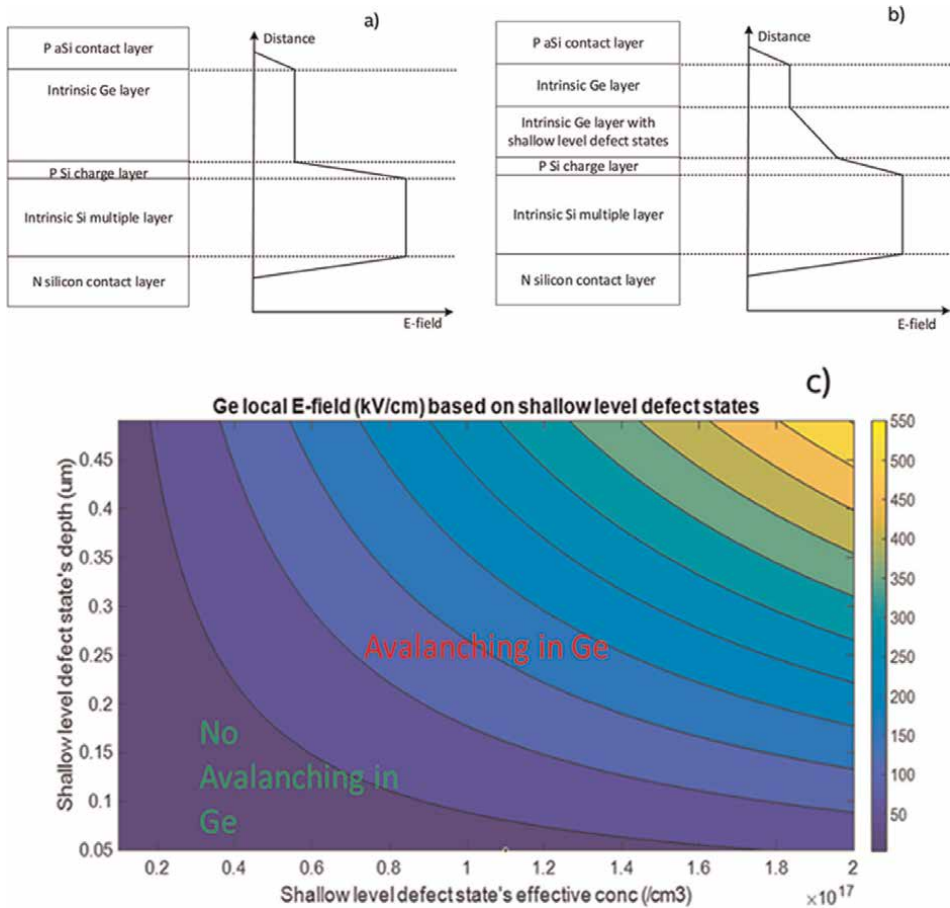 a)
Distance
P aSi contact layer
Intrinsic Ge layer
P Si charge layer
Intrinsic Si multiple layer
N silicon contact layer
E-field
b)
Distance
P aSi contact layer
Intrinsic Ge layer
Intrinsic Ge layer with
shallow level defect states
P Si charge layer
Intrinsic Si multiple layer
N silicon contact layer
E-field
c)
Ge local E-field (kV/cm) based on shallow level defect states
Shallow level defect state's depth (um)
0.45
0.4
0.35
0.3
0.25
0.2
0.15
0.1
0.05
Avalanching in Ge
No
Avalanching in
Ge
550
500
450
400
350
300
250
200
150
100
50
0.2
0.4
0.6
0.8
1
1.2
1.4
1.6
1.8
2
×10^17
Shallow level defect state's effective conc (/cm3)